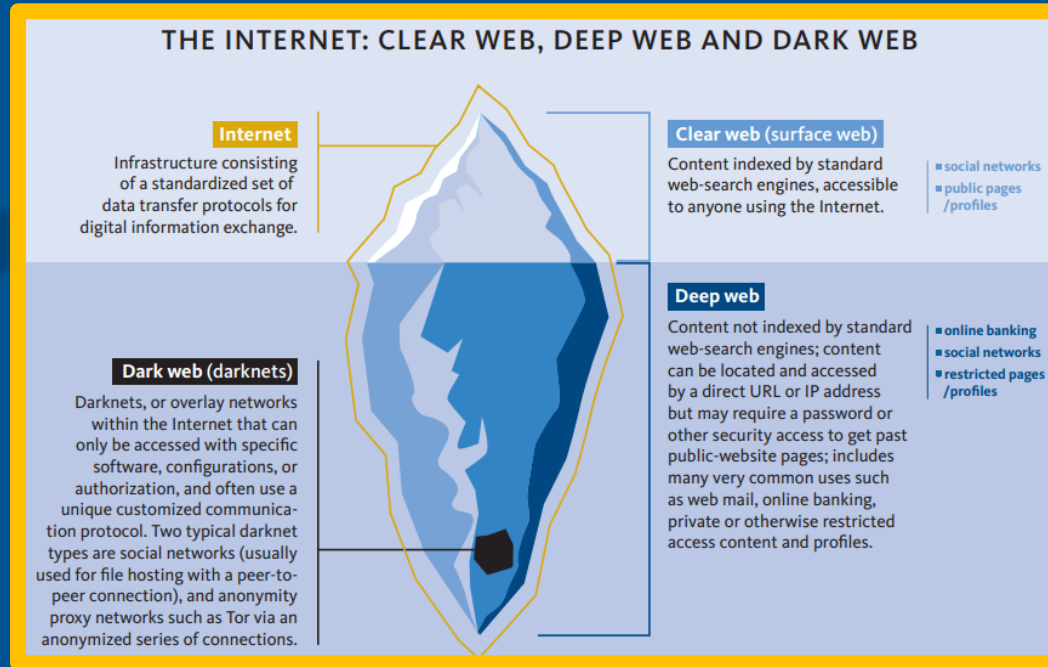 THE INTERNET: CLEAR WEB, DEEP WEB AND DARK WEB
Internet
Infrastructure consisting
of a standardized set of
data transfer protocols for
digital information exchange.
Clear web (surface web)
Content indexed by standard
web-search engines, accessible
to anyone using the Internet.
social networks
public pages
/profiles
Deep web
Content not indexed by standard
web-search engines; content
can be located and accessed
by a direct URL or IP address
but may require a password or
other security access to get past
public-website pages; includes
many very common uses such
as web mail, online banking,
private or otherwise restricted
access content and profiles.
online banking
social networks
restricted pages
/profiles
Dark web (darknets)
Darknets, or overlay networks
within the Internet that can
only be accessed with specific
software, configurations, or
authorization, and often use a
unique customized communica-
tion protocol. Two typical darknet
types are social networks (usually
used for file hosting with a peer-to-
peer connection), and anonymity
proxy networks such as Tor via an
anonymized series of connections.